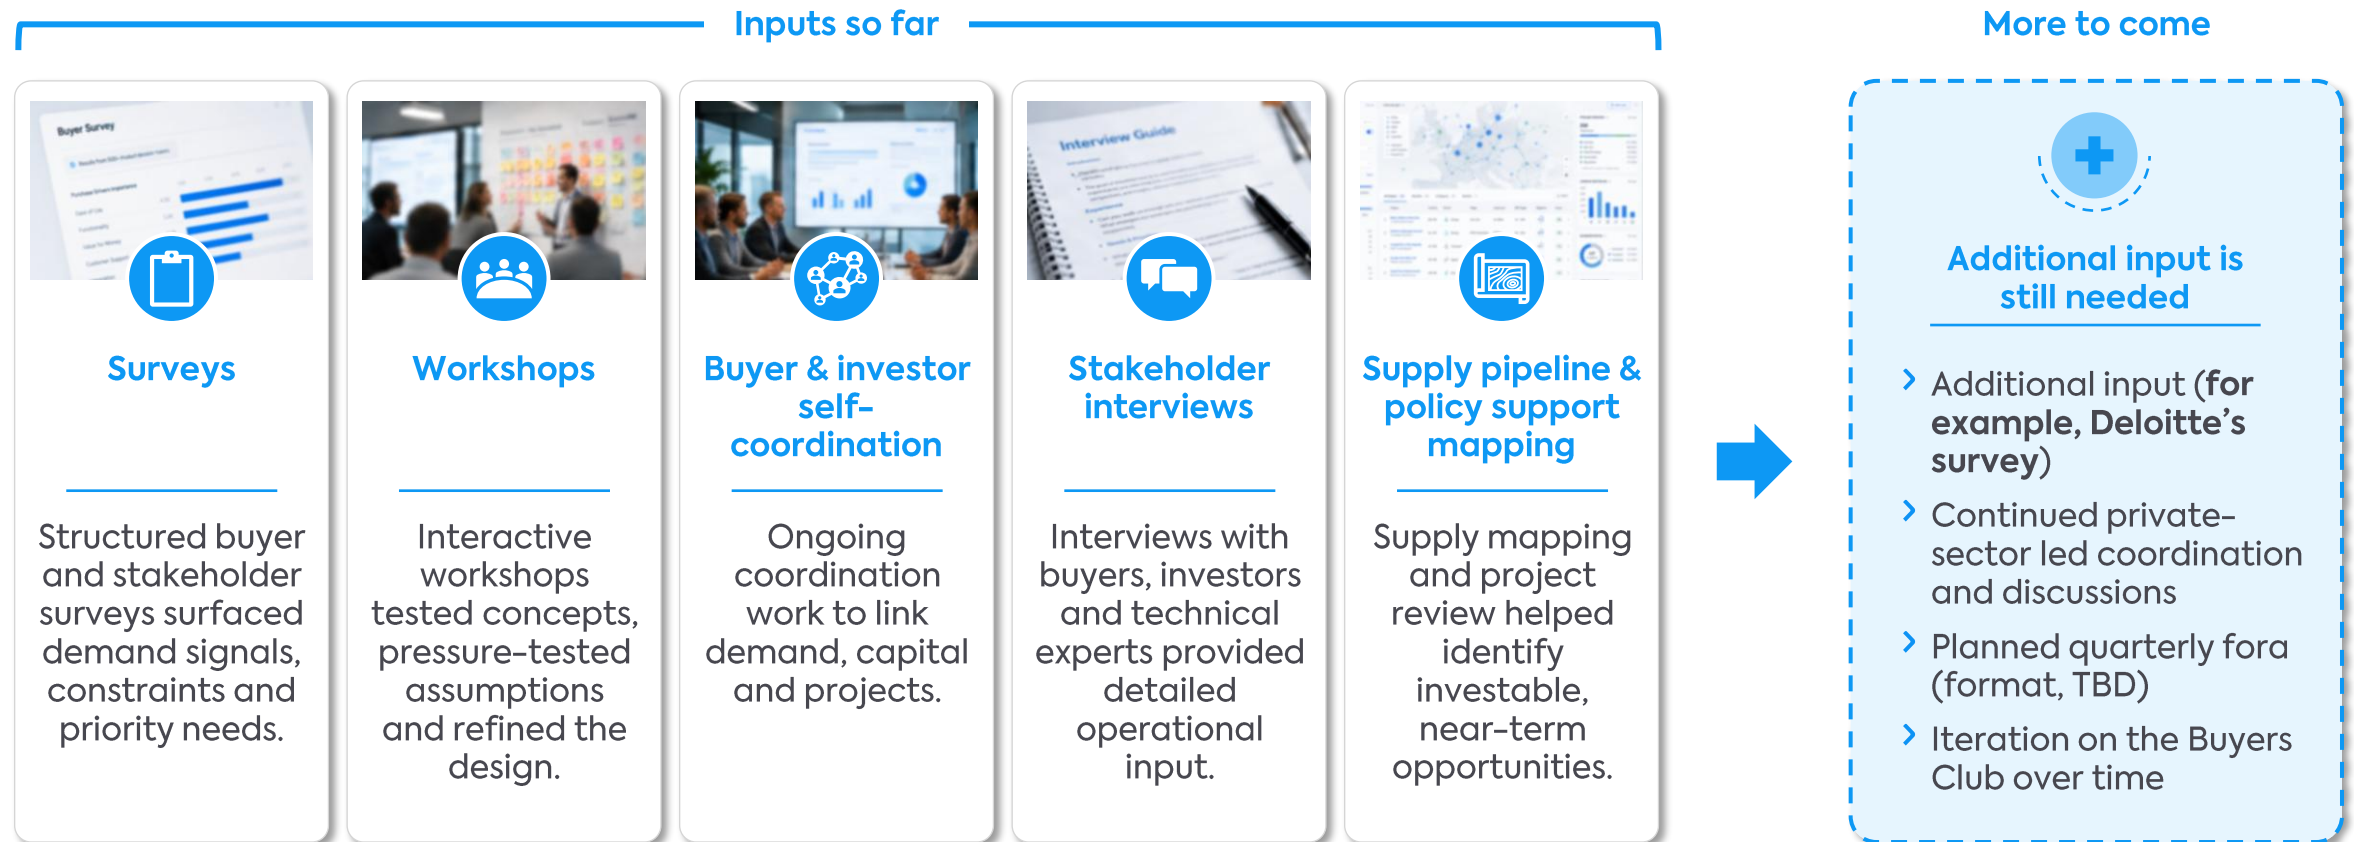 Inputs so far
More to come
Buyer Survey
Interview Guide
Surveys
Structured buyer
and stakeholder
surveys surfaced
demand signals,
constraints and
priority needs.
Workshops
Interactive
workshops
tested concepts,
pressure-tested
assumptions
and refined the
design.
Buyer & investor
self-
coordination
Ongoing
coordination
work to link
demand, capital
and projects.
Stakeholder
interviews
Interviews with
buyers, investors
and technical
experts provided
detailed
operational
input.
Supply pipeline &
policy support
mapping
Supply mapping
and project
review helped
identify
investable,
near-term
opportunities.
Additional input is
still needed
Additional input (for
example, Deloitte’s
survey)
Continued private-
sector led coordination
and discussions
Planned quarterly fora
(format, TBD)
Iteration on the Buyers
Club over time